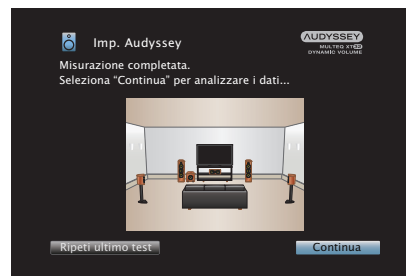 Imp. Audyssey
AUDYSSEY
MULTEQ XT32
DYNAMIC VOLUME
Misurazione completata.
Seleziona “Continua” per analizzare i dati...
Ripeti ultimo test
Continua